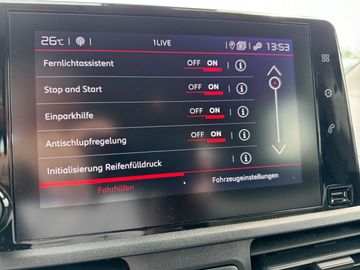 26°C 1LIVE 13:53
Fernlichtassistent OFF ON
Stop and Start OFF ON
Einparkhilfe OFF ON
Antischlupfregelung OFF ON
Initialisierung Reifenfülldruck
Fahrhilfen Fahrzeugeinstellungen